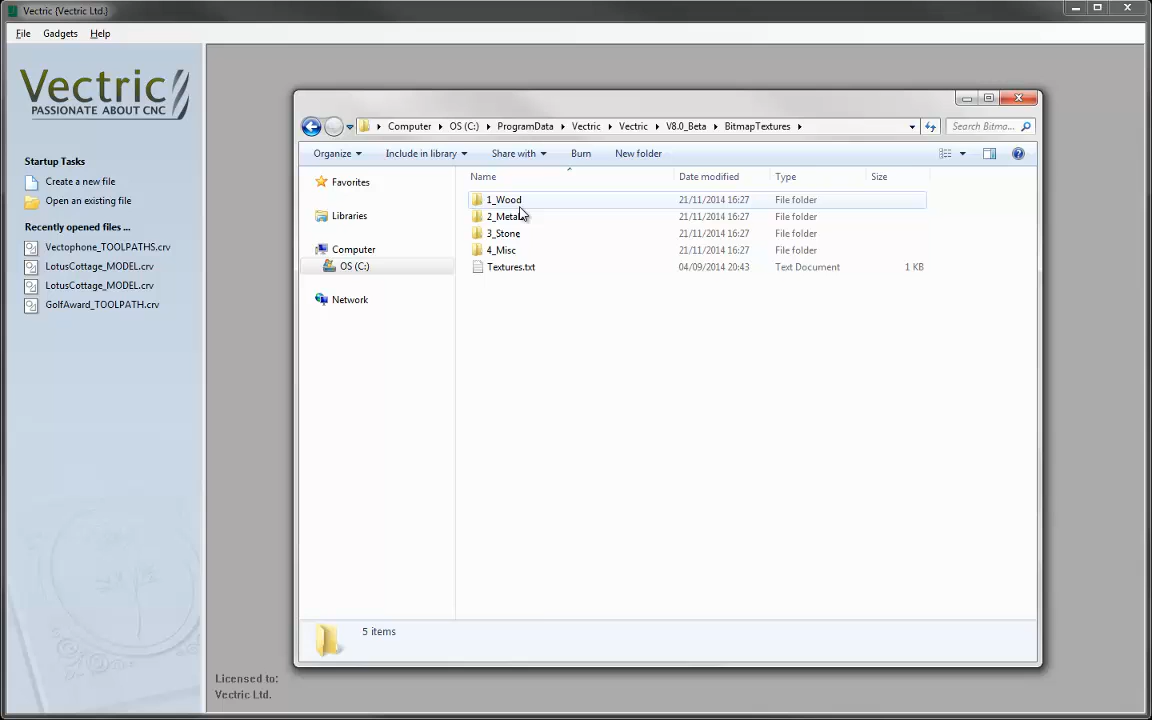 Vectric {Vectric Ltd.}
File Gadgets Help
Vectric
PASSIONATE ABOUT CNC
Startup Tasks
Create a new file
Open an existing file
Recently opened files ...
Vectophone_TOOLPATHS.crv
LotusCottage_MODEL.crv
LotusCottage_MODEL.crv
GolfAward_TOOLPATH.crv
Computer OS (C:) ProgramData Vectric Vectric V8.0_Beta BitmapTextures Search Bitma...
Organize Include in library Share with Burn New folder
Favorites
Libraries
Computer
OS (C:)
Network
Name Date modified Type Size
1_Wood 21/11/2014 16:27 File folder
2_Metal 21/11/2014 16:27 File folder
3_Stone 21/11/2014 16:27 File folder
4_Misc 21/11/2014 16:27 File folder
Textures.txt 04/09/2014 20:43 Text Document 1 KB
5 items
Licensed to:
Vectric Ltd.